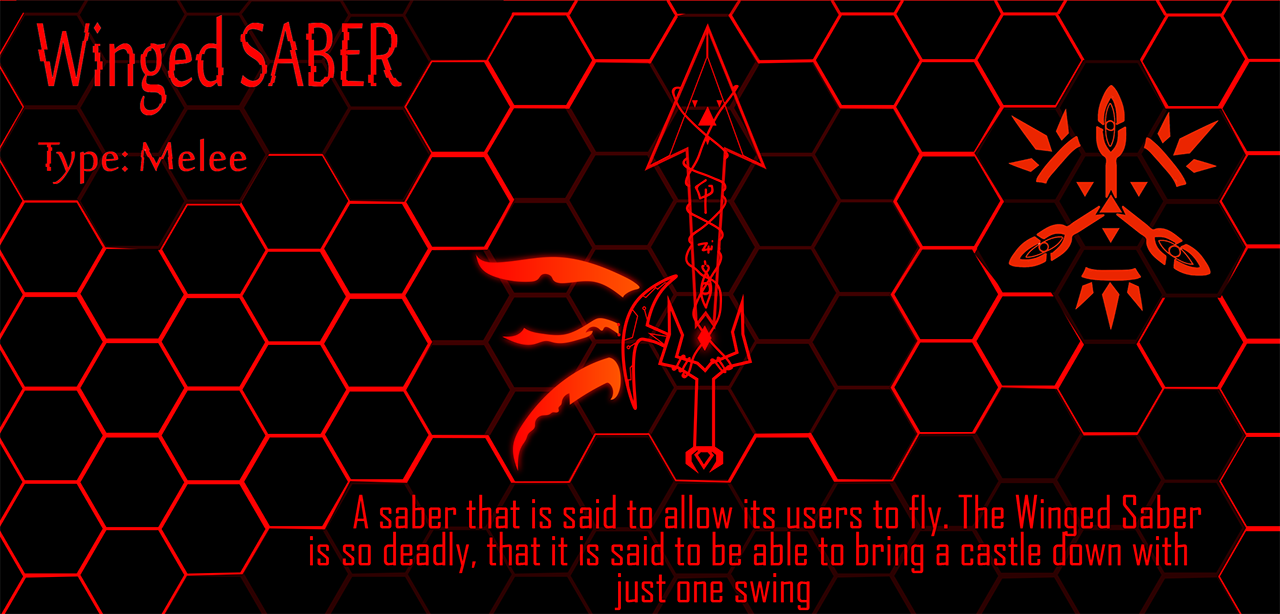 Winged SABER
Type: Melee
A saber that is said to allow its users to fly. The Winged Saber
is so deadly, that it is said to be able to bring a castle down with
just one swing